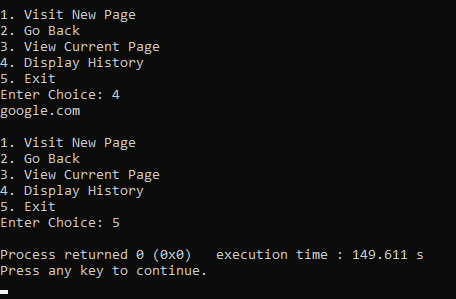 1. Visit New Page
2. Go Back
3. View Current Page
4. Display History
5. Exit
Enter Choice: 4
google.com
1. Visit New Page
2. Go Back
3. View Current Page
4. Display History
5. Exit
Enter Choice: 5
Process returned 0 (0x0)   execution time : 149.611 s
Press any key to continue.